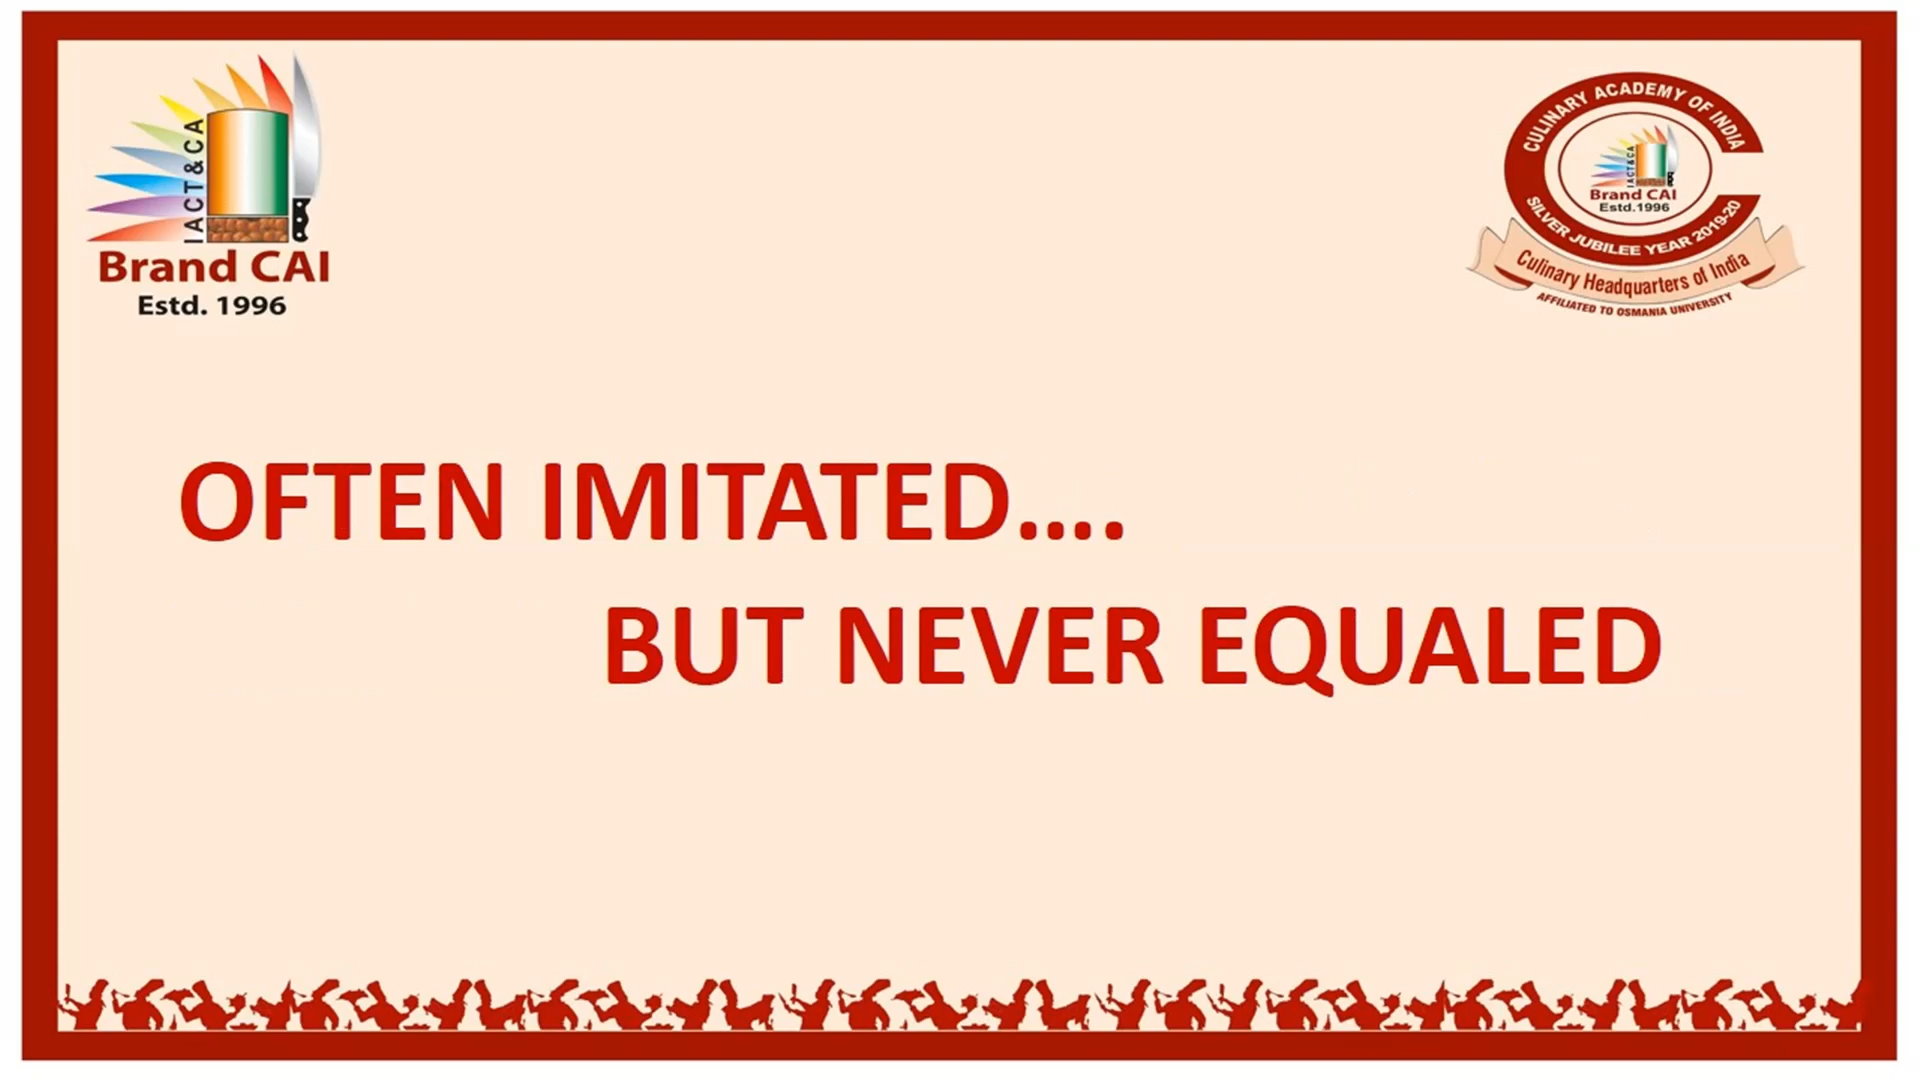 IACT&CA
Brand CAI
Estd. 1996
CULINARY ACADEMY OF INDIA
IACT&CA
Brand CAI
Estd.1996
SILVER JUBILEE YEAR 2019-20
Culinary Headquarters of India
AFFILIATED TO OSMANIA UNIVERSITY
OFTEN IMITATED....
BUT NEVER EQUALED